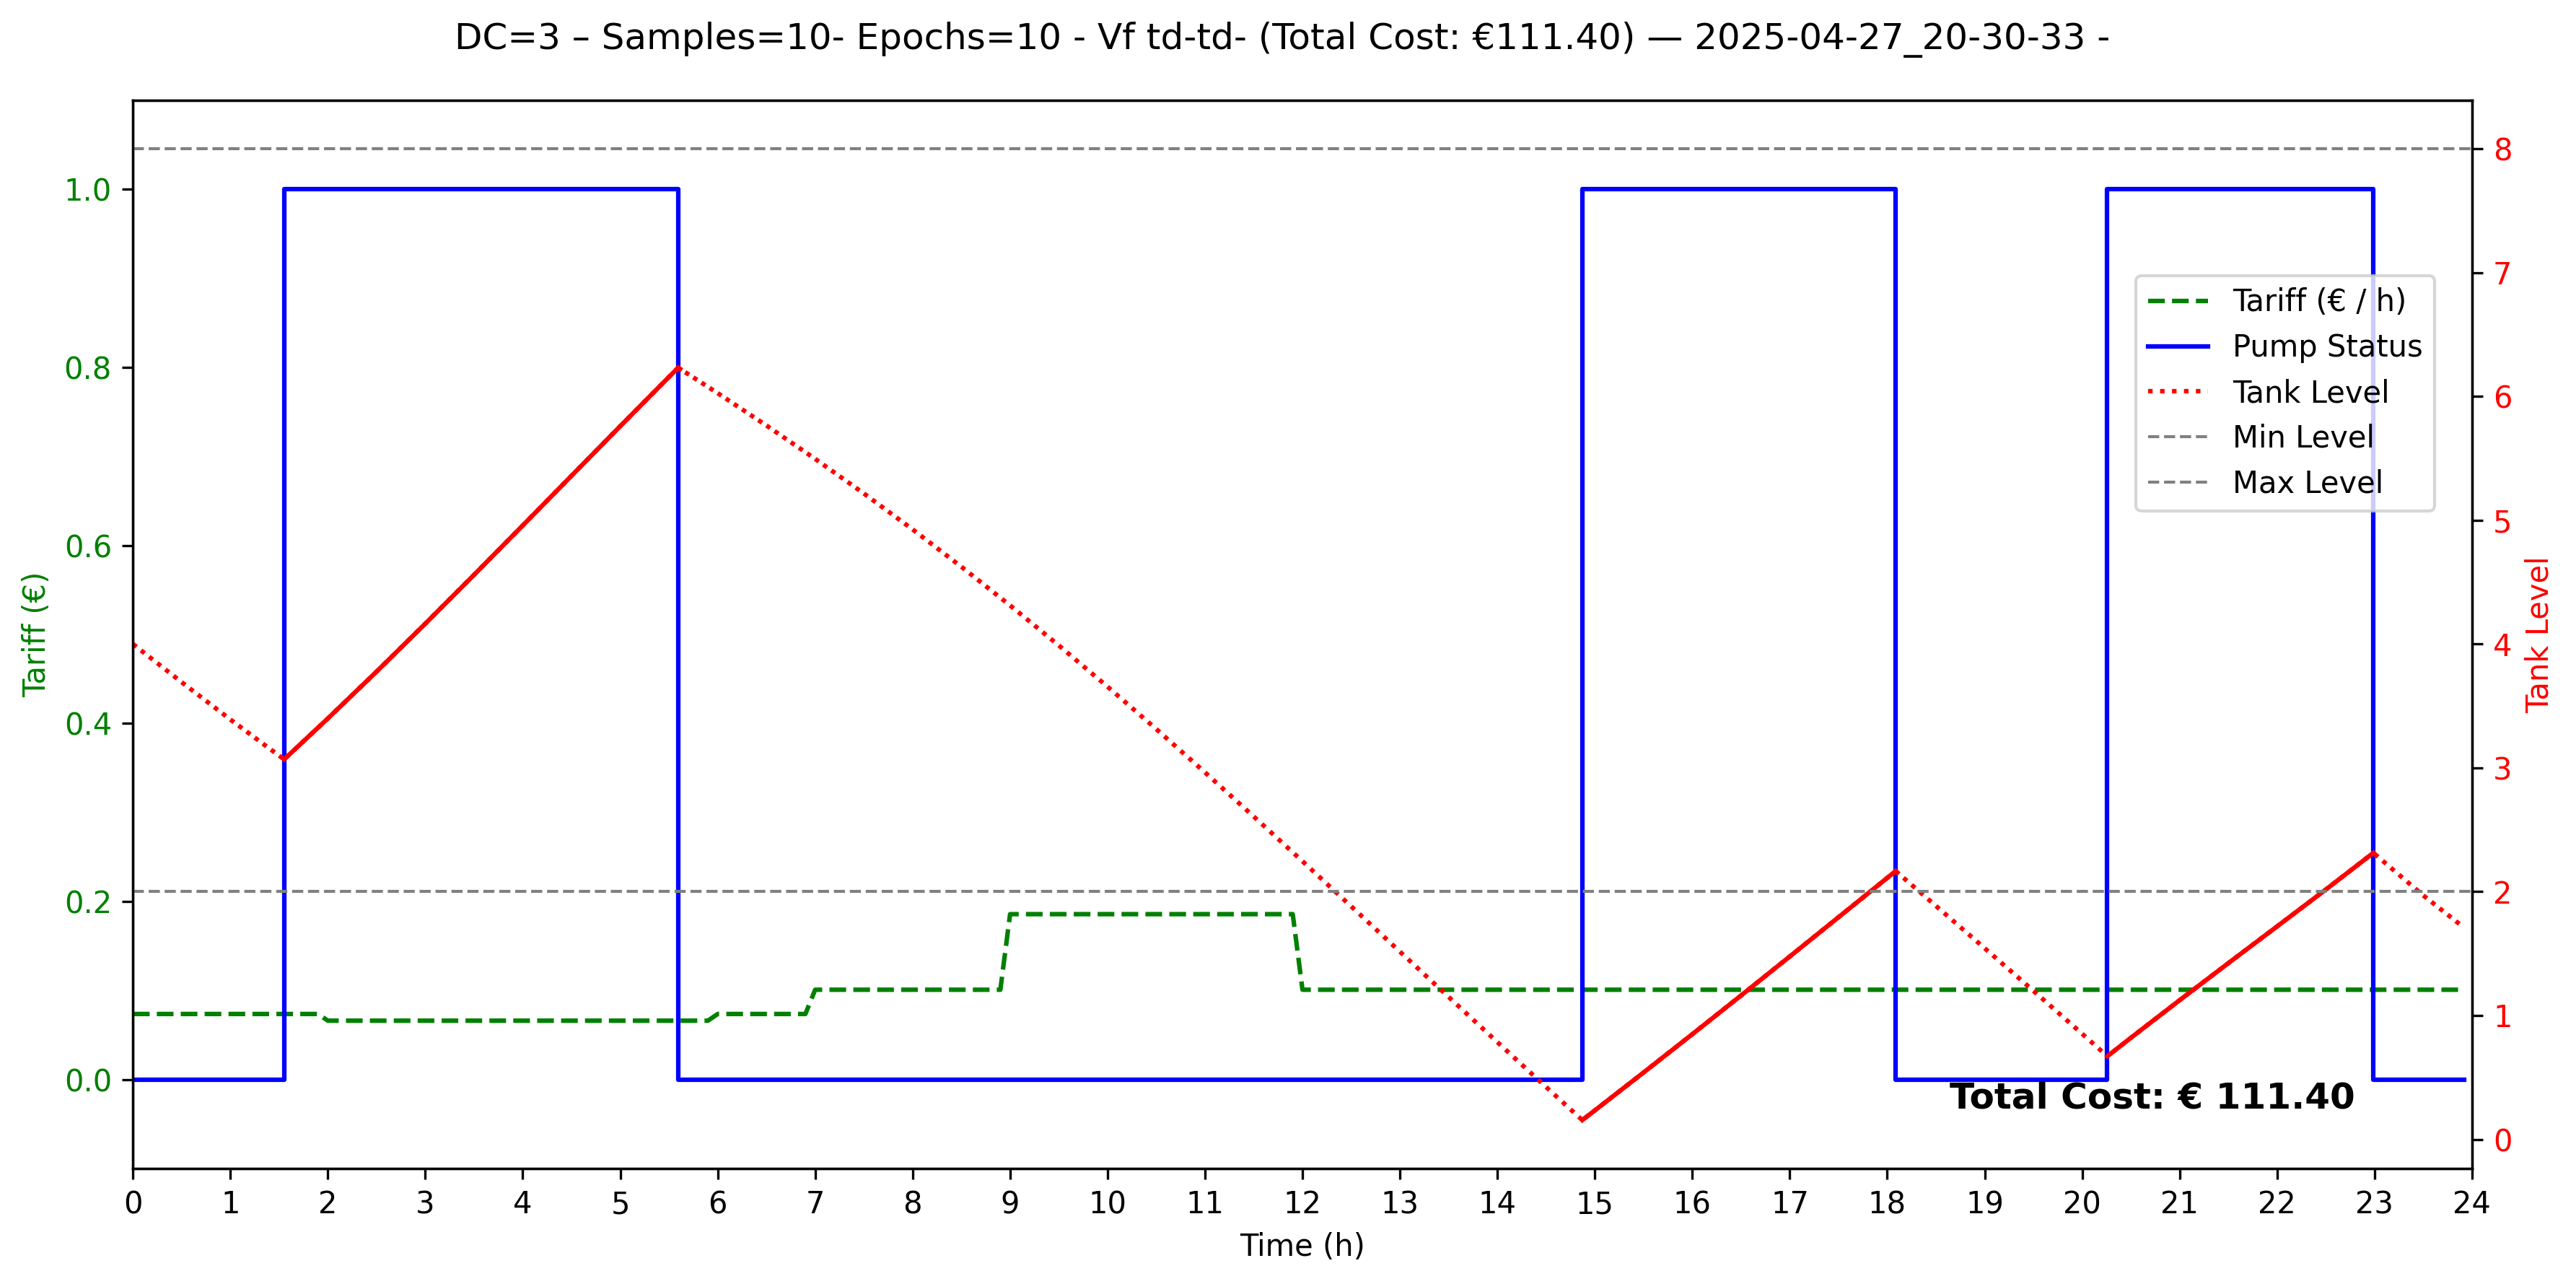 DC=3 – Samples=10- Epochs=10 - Vf td-td- (Total Cost: €111.40) — 2025-04-27_20-30-33 -
1.0
0.8
0.6
0.4
0.2
0.0
Tariff (€)
8
7
6
5
4
3
2
1
0
Tank Level
Tariff (€ / h)
Pump Status
Tank Level
Min Level
Max Level
Total Cost: € 111.40
0 1 2 3 4 5 6 7 8 9 10 11 12 13 14 15 16 17 18 19 20 21 22 23 24
Time (h)